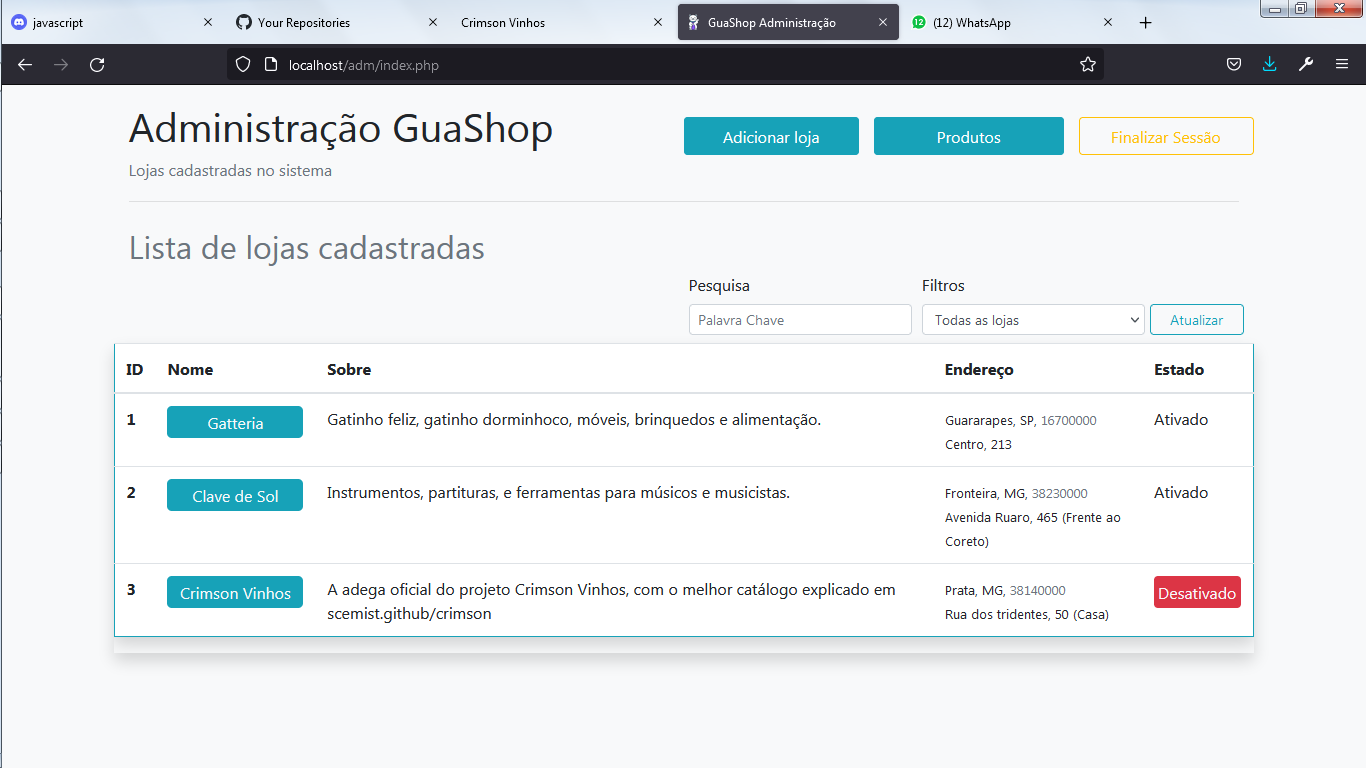 javascript
Your Repositories
Crimson Vinhos
GuaShop Administração
12
(12) WhatsApp
localhost/adm/index.php
Administração GuaShop
Adicionar loja
Produtos
Finalizar Sessão
Lojas cadastradas no sistema
Lista de lojas cadastradas
Pesquisa
Filtros
Palavra Chave
Todas as lojas
Atualizar
ID Nome Sobre Endereço Estado
1 Gatteria Gatinho feliz, gatinho dorminhoco, móveis, brinquedos e alimentação. Guararapes, SP, 16700000 Ativado
Centro, 213
2 Clave de Sol Instrumentos, partituras, e ferramentas para músicos e musicistas. Fronteira, MG, 38230000 Ativado
Avenida Ruaro, 465 (Frente ao
Coreto)
3 Crimson Vinhos A adega oficial do projeto Crimson Vinhos, com o melhor catálogo explicado em Prata, MG, 38140000 Desativado
scemist.github/crimson Rua dos tridentes, 50 (Casa)